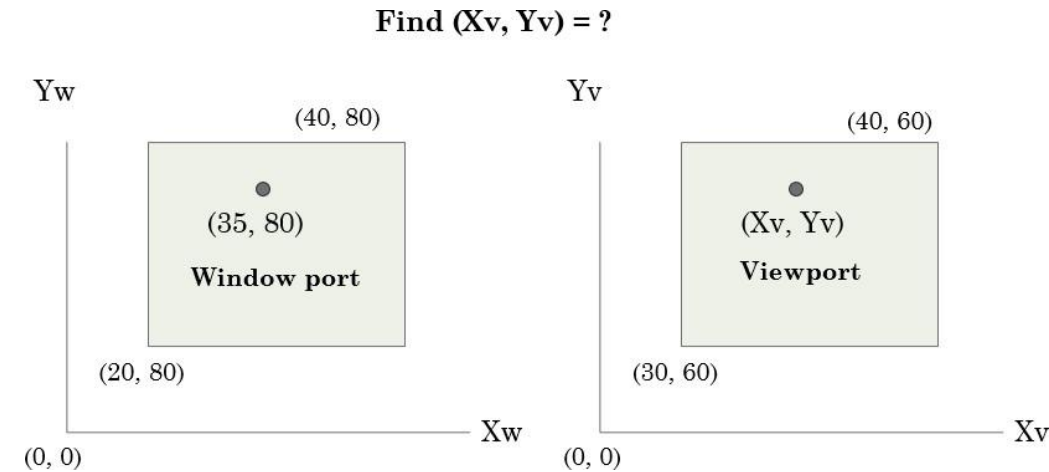 Find (Xv, Yv) = ?
Yw
(40, 80)
(35, 80)
Window port
(20, 80)
Xw
(0, 0)
Yv
(40, 60)
(Xv, Yv)
Viewport
(30, 60)
Xv
(0, 0)